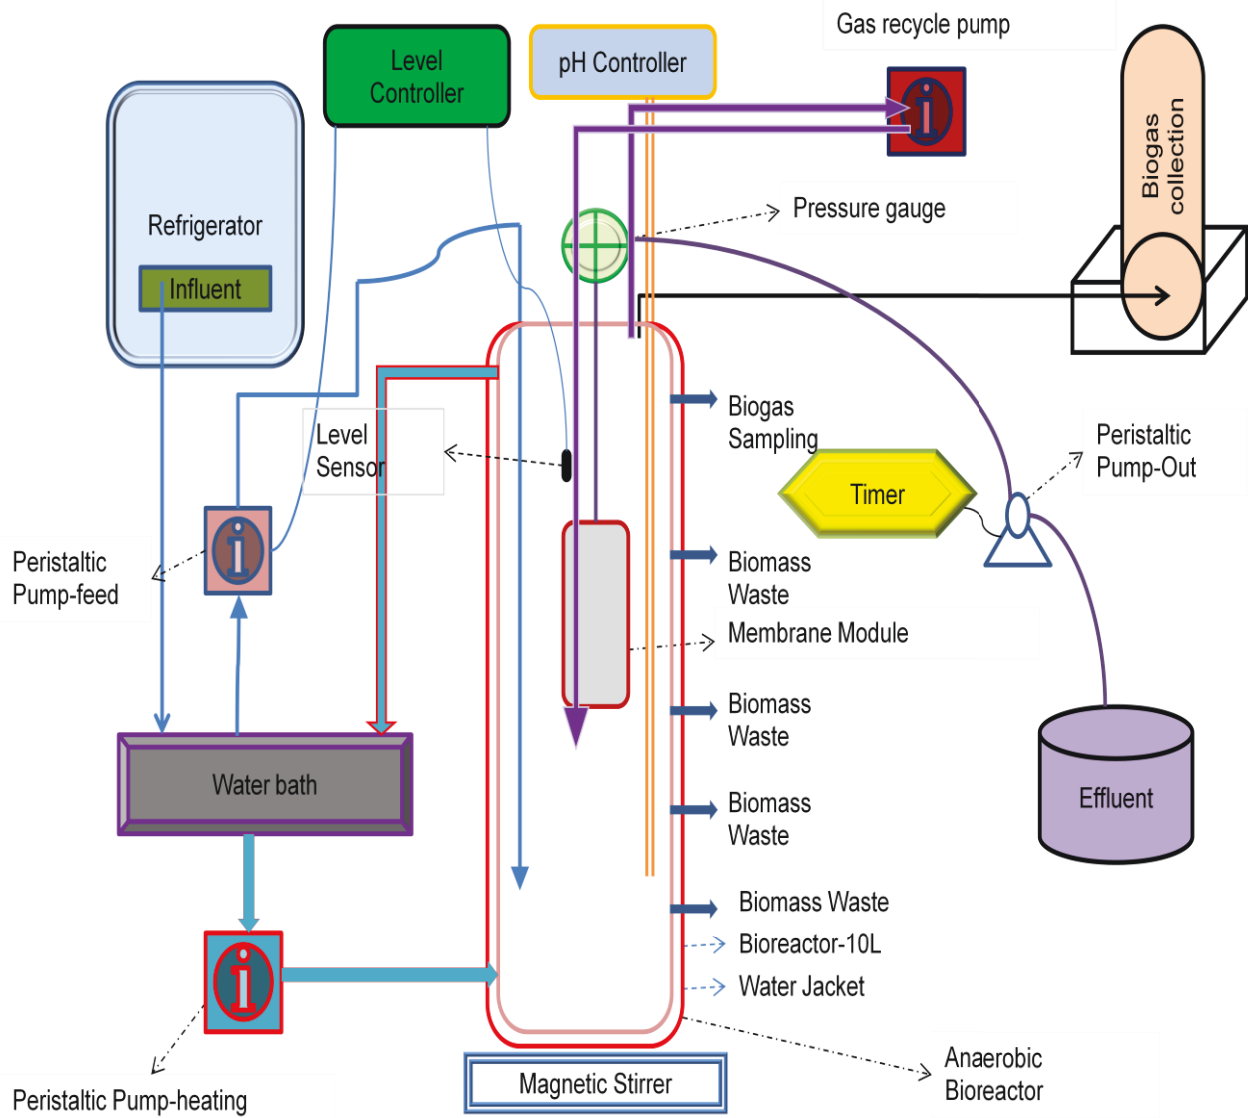 Gas recycle pump
Level
Controller
pH Controller
Biogas
collection
Refrigerator
Influent
Pressure gauge
Level
Sensor
Biogas
Sampling
Timer
Peristaltic
Pump-Out
Peristaltic
Pump-feed
i
i
i
Biomass
Waste
Membrane Module
Biomass
Waste
Water bath
Biomass
Waste
Effluent
Biomass Waste
Bioreactor-10L
Water Jacket
Anaerobic
Bioreactor
Magnetic Stirrer
Peristaltic Pump-heating